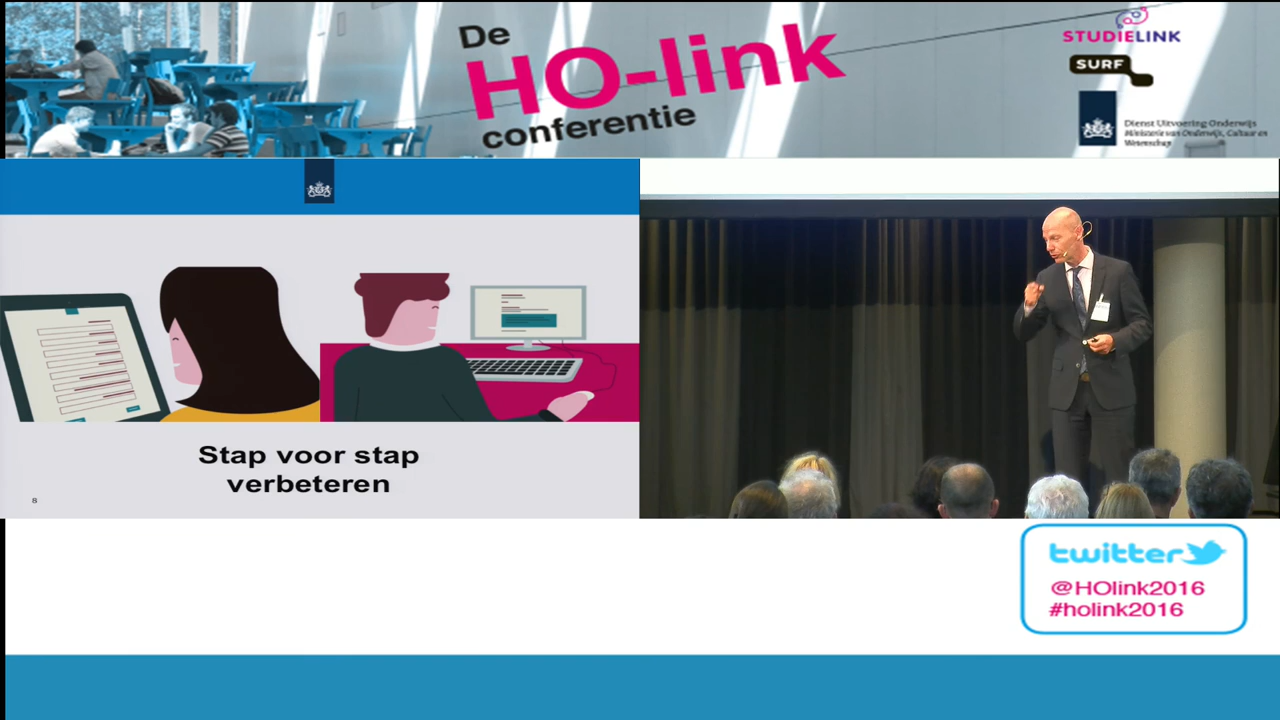 De
HO-link
conferentie
STUDIELINK
SURF
Dienst Uitvoering Onderwijs
Ministerie van Onderwijs, Cultuur en
Wetenschap
Stap voor stap
verbeteren
8
twitter
@HOlink2016
#holink2016